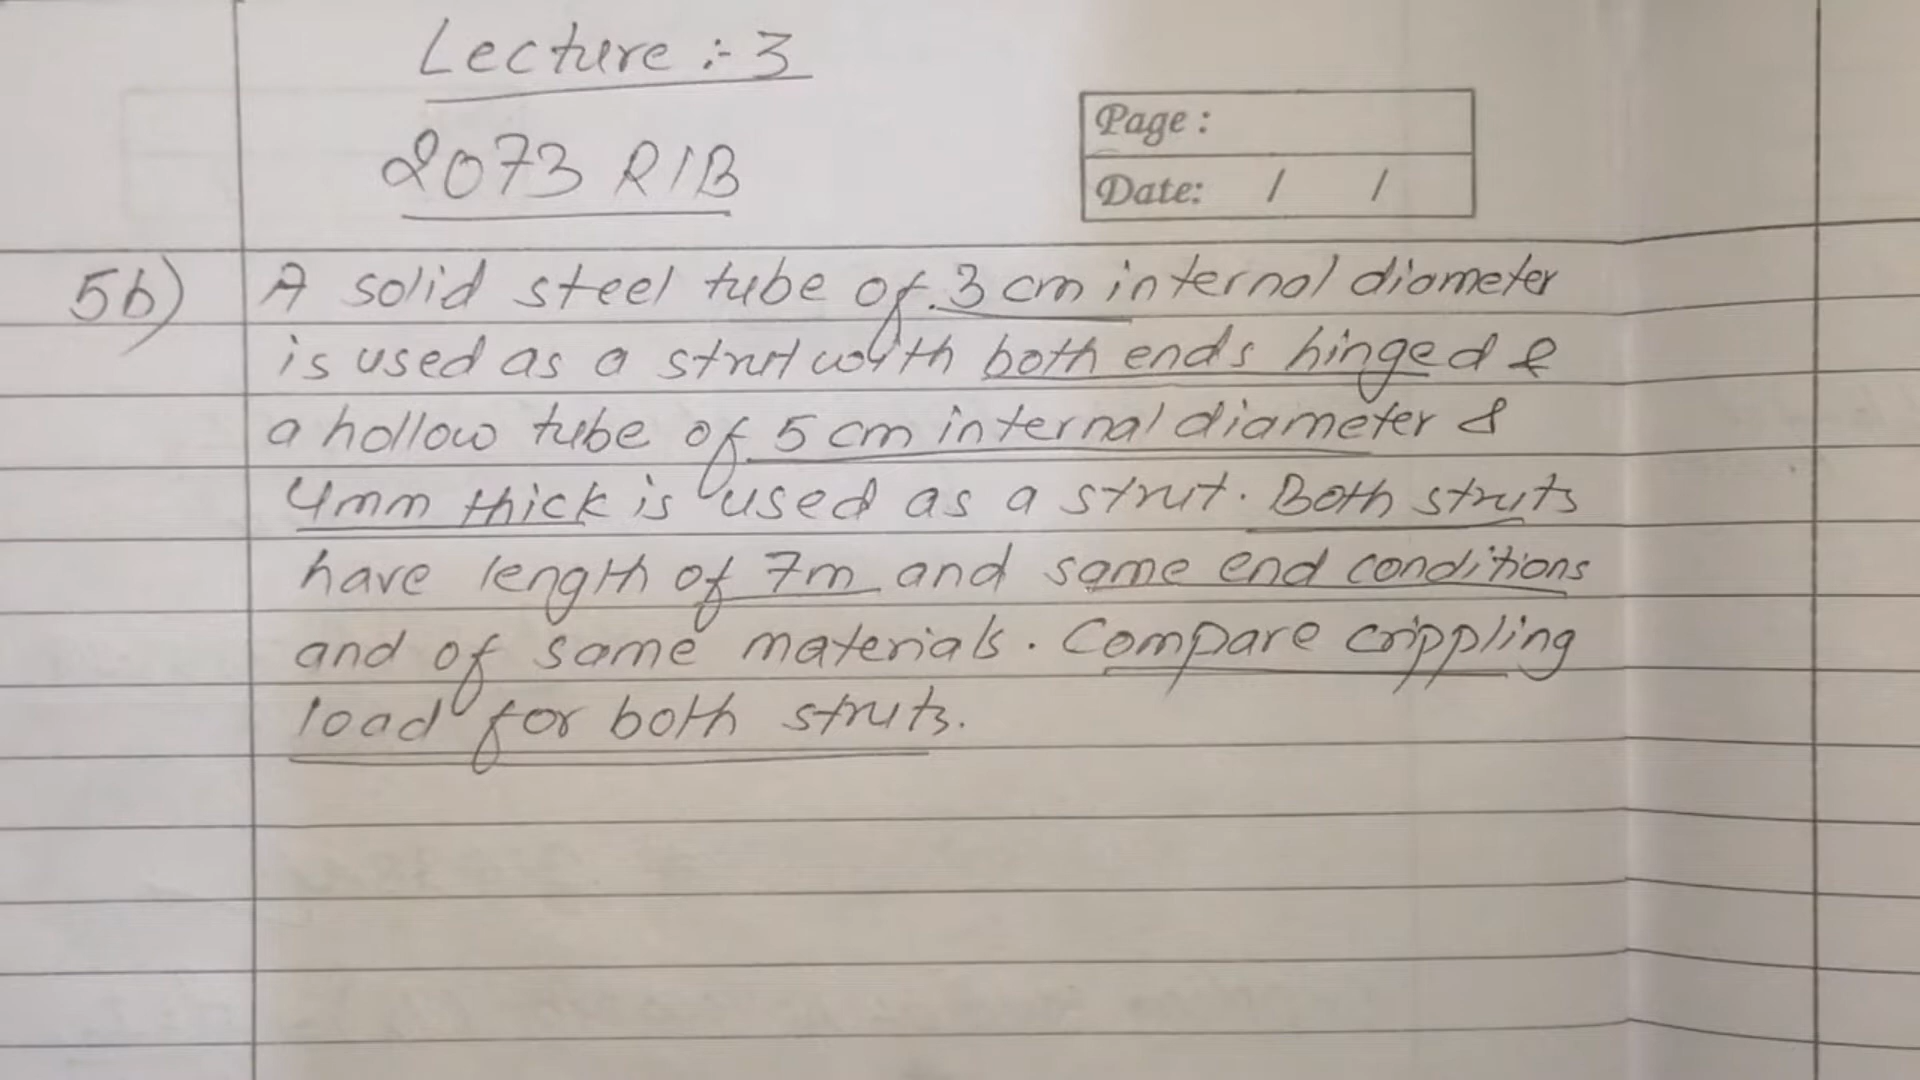 Lecture :- 3
2073 R/B
Page :
Date: / /
5b) A solid steel tube of 3 cm internal diameter
is used as a strut with both ends hinged &
a hollow tube of 5 cm internal diameter &
4mm thick is used as a strut. Both struts
have length of 7m and same end conditions
and of same materials. Compare crippling
load for both struts.